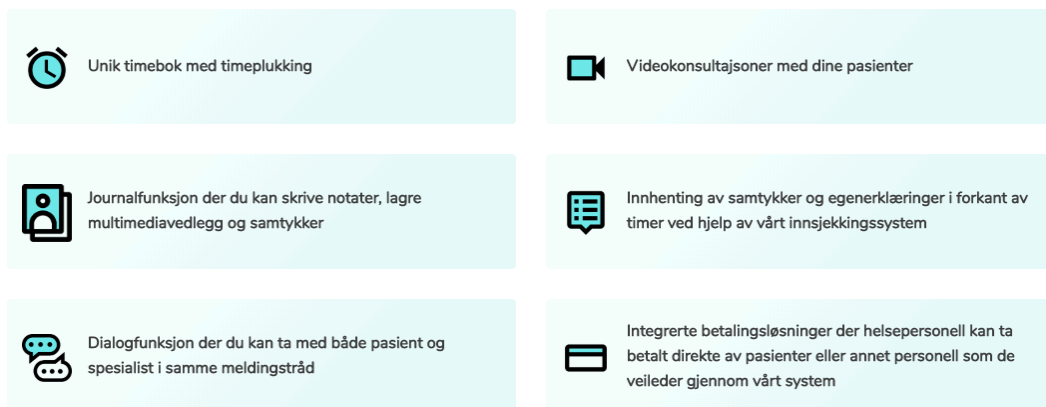 Unik timebok med timeplukking
Videokonsultajsoner med dine pasienter
Journalfunksjon der du kan skrive notater, lagre
multimediavedlegg og samtykker
Innhenting av samtykker og egenerklæringer i forkant av
timer ved hjelp av vårt innsjekkingssystem
Dialogfunksjon der du kan ta med både pasient og
spesialist i samme meldingstråd
Integrerte betalingsløsninger der helsepersonell kan ta
betalt direkte av pasienter eller annet personell som de
veileder gjennom vårt system